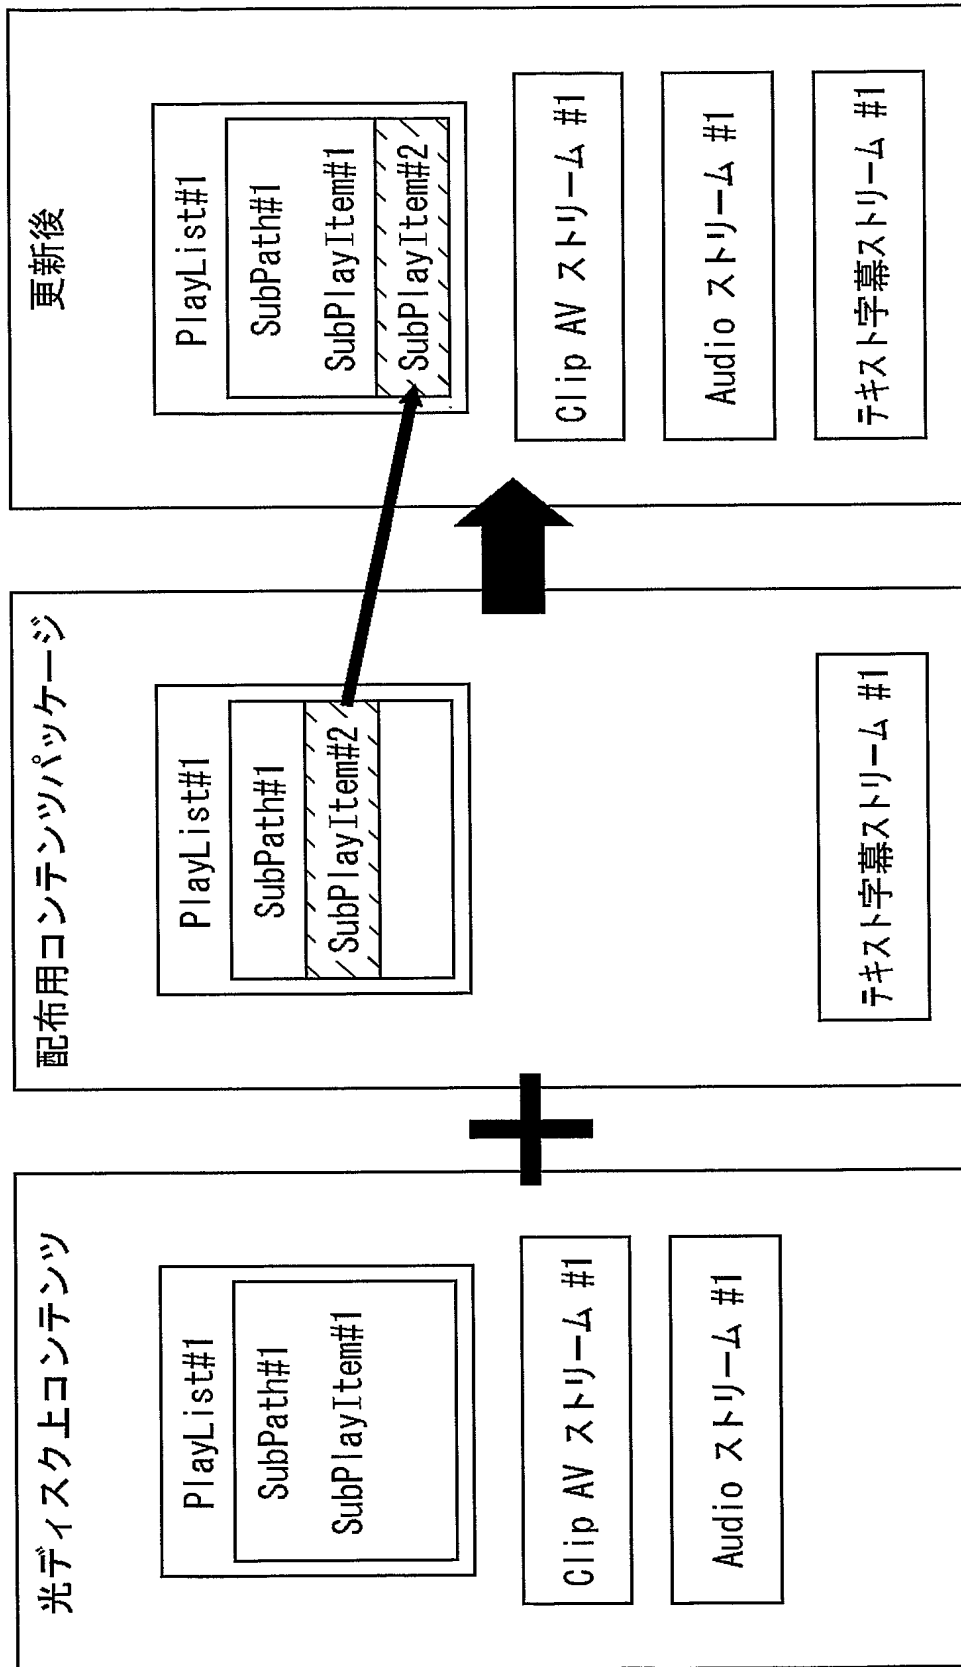 光ディスク上コンテンツ
PlayList#1
SubPath#1
SubPlayItem#1
Clip AV ストリーム #1
Audio ストリーム #1
配布用コンテンツパッケージ
PlayList#1
SubPath#1
SubPlayItem#2
テキスト字幕ストリーム #1
更新後
PlayList#1
SubPath#1
SubPlayItem#1
SubPlayItem#2
Clip AV ストリーム #1
Audio ストリーム #1
テキスト字幕ストリーム #1